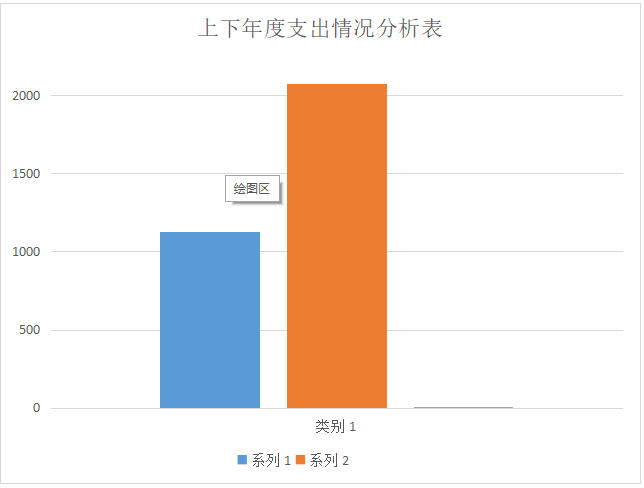 上下年度支出情况分析表
2000
1500
绘图区
1000
500
0
类别 1
系列 1 系列 2